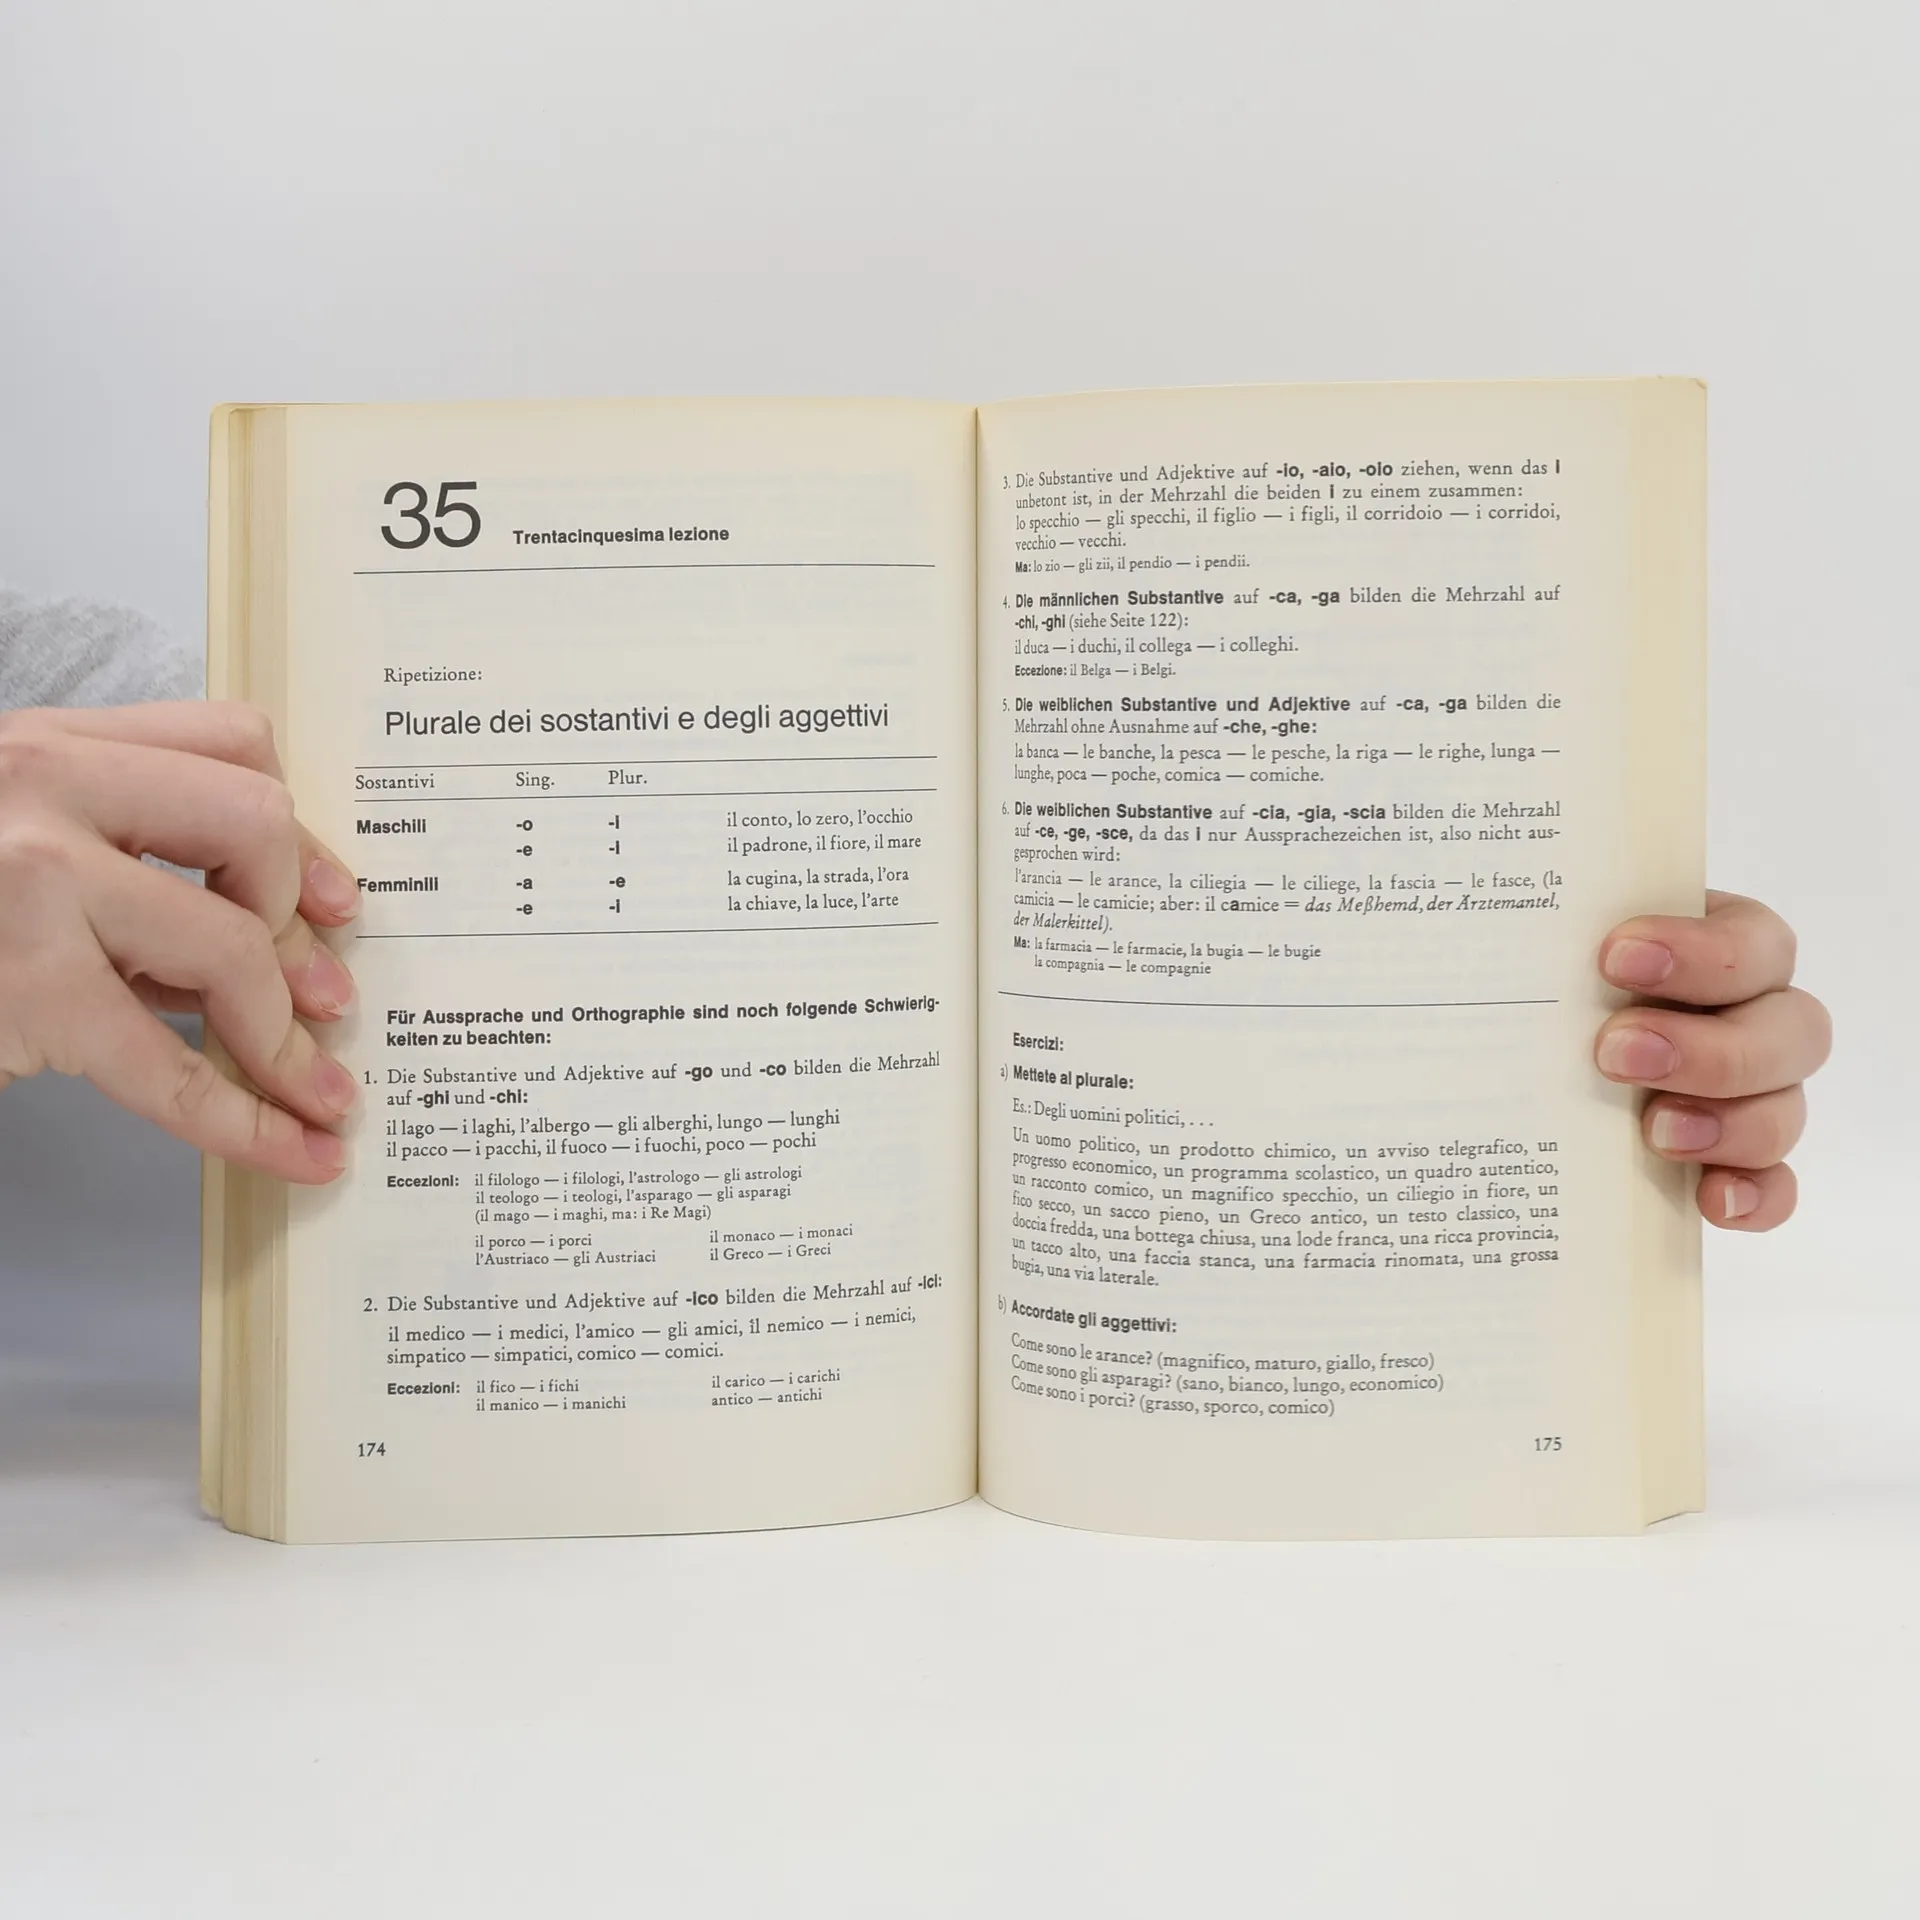 35
Trentacinquesima lezione
Ripetizione:
Plurale dei sostantivi e degli aggettivi
Sostantivi Sing. Plur.
Maschili -o -i il conto, lo zero, l'occhio
-e -i il padrone, il fiore, il mare
Femminili -a -e la cugina, la strada, l'ora
-e -i la chiave, la luce, l'arte
Für Aussprache und Orthographie sind noch folgende Schwierig-
keiten zu beachten:
1. Die Substantive und Adjektive auf -go und -co bilden die Mehrzahl
auf -ghi und -chi:
il lago — i laghi, l'albergo — gli alberghi, lungo — lunghi
il pacco — i pacchi, il fuoco — i fuochi, poco — pochi
Eccezioni: il filologo — i filologi, l'astrologo — gli astrologi
il teologo — i teologi, l'asparago — gli asparagi
(il mago — i maghi, ma: i Re Magi)
il porco — i porci il monaco — i monaci
l'Austriaco — gli Austriaci il Greco — i Greci
2. Die Substantive und Adjektive auf -ico bilden die Mehrzahl auf -ici:
il medico — i medici, l'amico — gli amici, il nemico — i nemici,
simpatico — simpatici, comico — comici.
Eccezioni: il fico — i fichi il carico — i carichi
il manico — i manichi antico — antichi
174
3. Die Substantive und Adjektive auf -io, -aio, -oio ziehen, wenn das i
unbetont ist, in der Mehrzahl die beiden i zu einem zusammen:
lo specchio — gli specchi, il figlio — i figli, il corridoio — i corridoi,
vecchio — vecchi.
Ma: lo zio — gli zii, il pendio — i pendii.
4. Die männlichen Substantive auf -ca, -ga bilden die Mehrzahl auf
-chi, -ghi (siehe Seite 122):
il duca — i duchi, il collega — i colleghi.
Eccezione: il Belga — i Belgi.
5. Die weiblichen Substantive und Adjektive auf -ca, -ga bilden die
Mehrzahl ohne Ausnahme auf -che, -ghe:
la banca — le banche, la pesca — le pesche, la riga — le righe, lunga —
lunghe, poca — poche, comica — comiche.
6. Die weiblichen Substantive auf -cia, -gia, -scia bilden die Mehrzahl
auf -ce, -ge, -sce, da das i nur Aussprachezeichen ist, also nicht aus-
gesprochen wird:
l'arancia — le arance, la ciliegia — le ciliege, la fascia — le fasce, (la
camicia — le camicie; aber: il camice = das Meßhemd, der Ärztemantel,
der Malerkittel).
Ma: la farmacia — le farmacie, la bugia — le bugie
la compagnia — le compagnie
Esercizi:
a) Mettete al plurale:
Es.: Degli uomini politici, . . .
Un uomo politico, un prodotto chimico, un avviso telegrafico, un
progresso economico, un programma scolastico, un quadro autentico,
un racconto comico, un magnifico specchio, un ciliegio in fiore, un
fico secco, un sacco pieno, un Greco antico, un testo classico, una
doccia fredda, una bottega chiusa, una lode franca, una ricca provincia,
un tacco alto, una faccia stanca, una farmacia rinomata, una grossa
bugia, una via laterale.
b) Accordate gli aggettivi:
Come sono le arance? (magnifico, maturo, giallo, fresco)
Come sono gli asparagi? (sano, bianco, lungo, economico)
Come sono i porci? (grasso, sporco, comico)
175